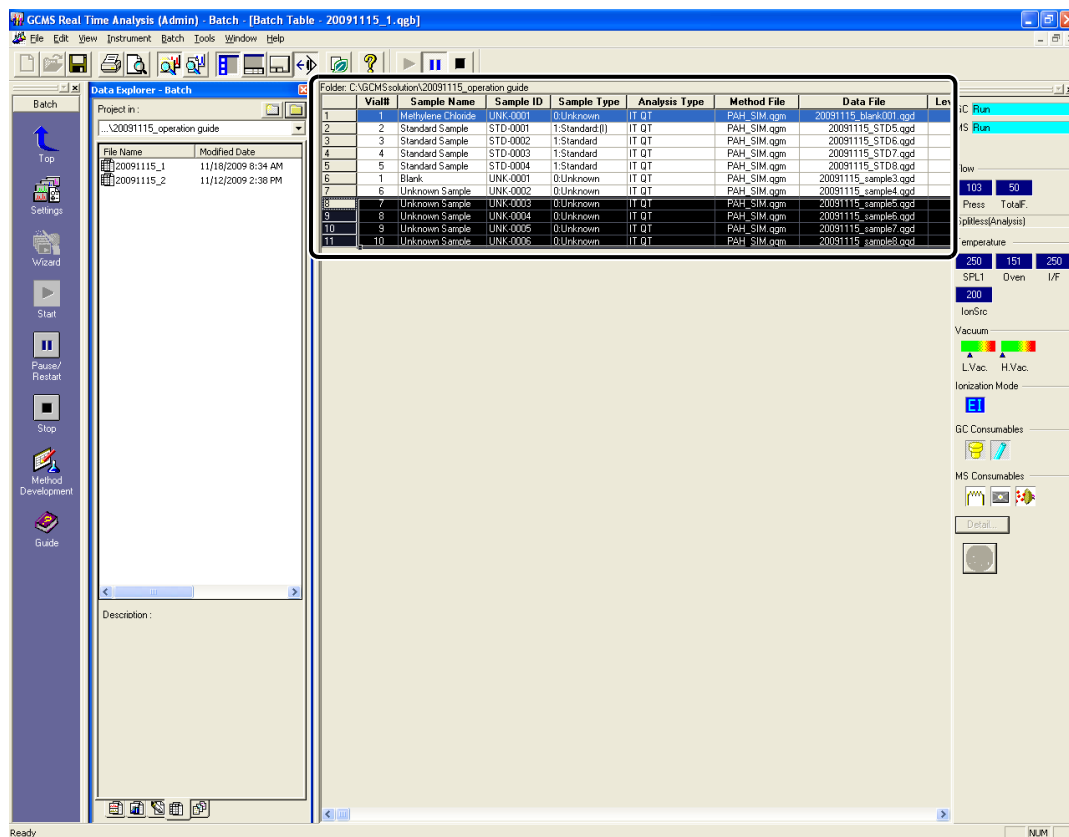 GCMS Real Time Analysis (Admin) - Batch - [Batch Table - 20091115_1.qgb]
File Edit View Instrument Batch Tools Window Help
Batch
Top
Settings
Wizard
Start
Pause/
Restart
Stop
Method
Development
Guide
Data Explorer - Batch
Project in :
...\20091115_operation guide
File Name Modified Date
20091115_1 11/18/2009 8:34 AM
20091115_2 11/12/2009 2:38 PM
Description :
Folder: C:\GCMSsolution\20091115_operation guide
Vial# Sample Name Sample ID Sample Type Analysis Type Method File Data File Lev
1 1 Methylene Chloride UNK-0001 0:Unknown IT QT PAH_SIM.qgm 20091115_blank001.qgd
2 2 Standard Sample STD-0001 1:Standard:(I) IT QT PAH_SIM.qgm 20091115_STD5.qgd
3 3 Standard Sample STD-0002 1:Standard IT QT PAH_SIM.qgm 20091115_STD6.qgd
4 4 Standard Sample STD-0003 1:Standard IT QT PAH_SIM.qgm 20091115_STD7.qgd
5 5 Standard Sample STD-0004 1:Standard IT QT PAH_SIM.qgm 20091115_STD8.qgd
6 1 Blank UNK-0001 0:Unknown IT QT PAH_SIM.qgm 20091115_sample3.qgd
7 6 Unknown Sample UNK-0002 0:Unknown IT QT PAH_SIM.qgm 20091115_sample4.qgd
8 7 Unknown Sample UNK-0003 0:Unknown IT QT PAH_SIM.qgm 20091115_sample5.qgd
9 8 Unknown Sample UNK-0004 0:Unknown IT QT PAH_SIM.qgm 20091115_sample6.qgd
10 9 Unknown Sample UNK-0005 0:Unknown IT QT PAH_SIM.qgm 20091115_sample7.qgd
11 10 Unknown Sample UNK-0006 0:Unknown IT QT PAH_SIM.qgm 20091115_sample8.qgd
GC Run
MS Run
Flow
103 50
Press TotalF.
Splitless(Analysis)
Temperature
250 151 250
SPL1 Oven I/F
200
IonSrc
Vacuum
L.Vac. H.Vac.
Ionization Mode
EI
GC Consumables
MS Consumables
Detail...
Ready NUM